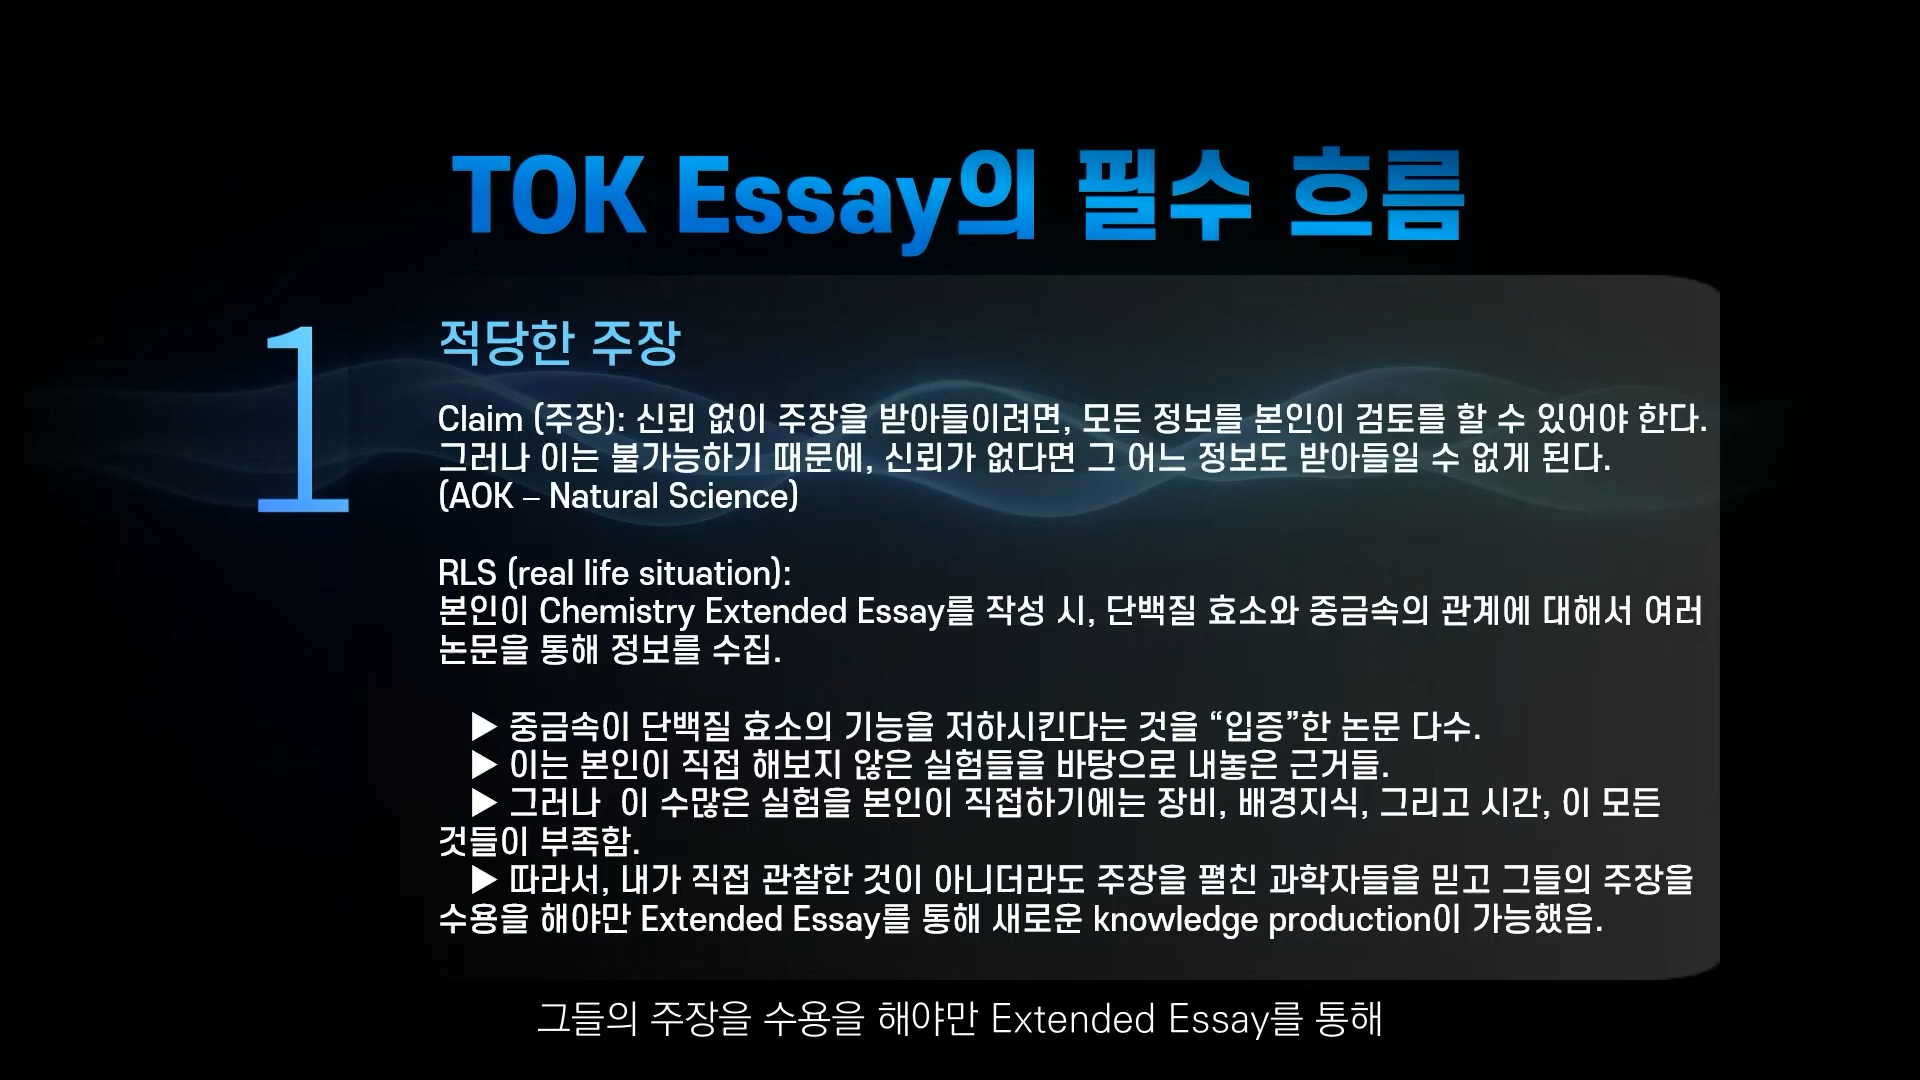 TOK Essay의 필수 흐름
1
적당한 주장
Claim (주장): 신뢰 없이 주장을 받아들이려면, 모든 정보를 본인이 검토를 할 수 있어야 한다.
그러나 이는 불가능하기 때문에, 신뢰가 없다면 그 어느 정보도 받아들일 수 없게 된다.
(AOK – Natural Science)
RLS (real life situation):
본인이 Chemistry Extended Essay를 작성 시, 단백질 효소와 중금속의 관계에 대해서 여러
논문을 통해 정보를 수집.
▶ 중금속이 단백질 효소의 기능을 저하시킨다는 것을 “입증”한 논문 다수.
▶ 이는 본인이 직접 해보지 않은 실험들을 바탕으로 내놓은 근거들.
▶ 그러나 이 수많은 실험을 본인이 직접하기에는 장비, 배경지식, 그리고 시간, 이 모든
것들이 부족함.
▶ 따라서, 내가 직접 관찰한 것이 아니더라도 주장을 펼친 과학자들을 믿고 그들의 주장을
수용을 해야만 Extended Essay를 통해 새로운 knowledge production이 가능했음.
그들의 주장을 수용을 해야만 Extended Essay를 통해